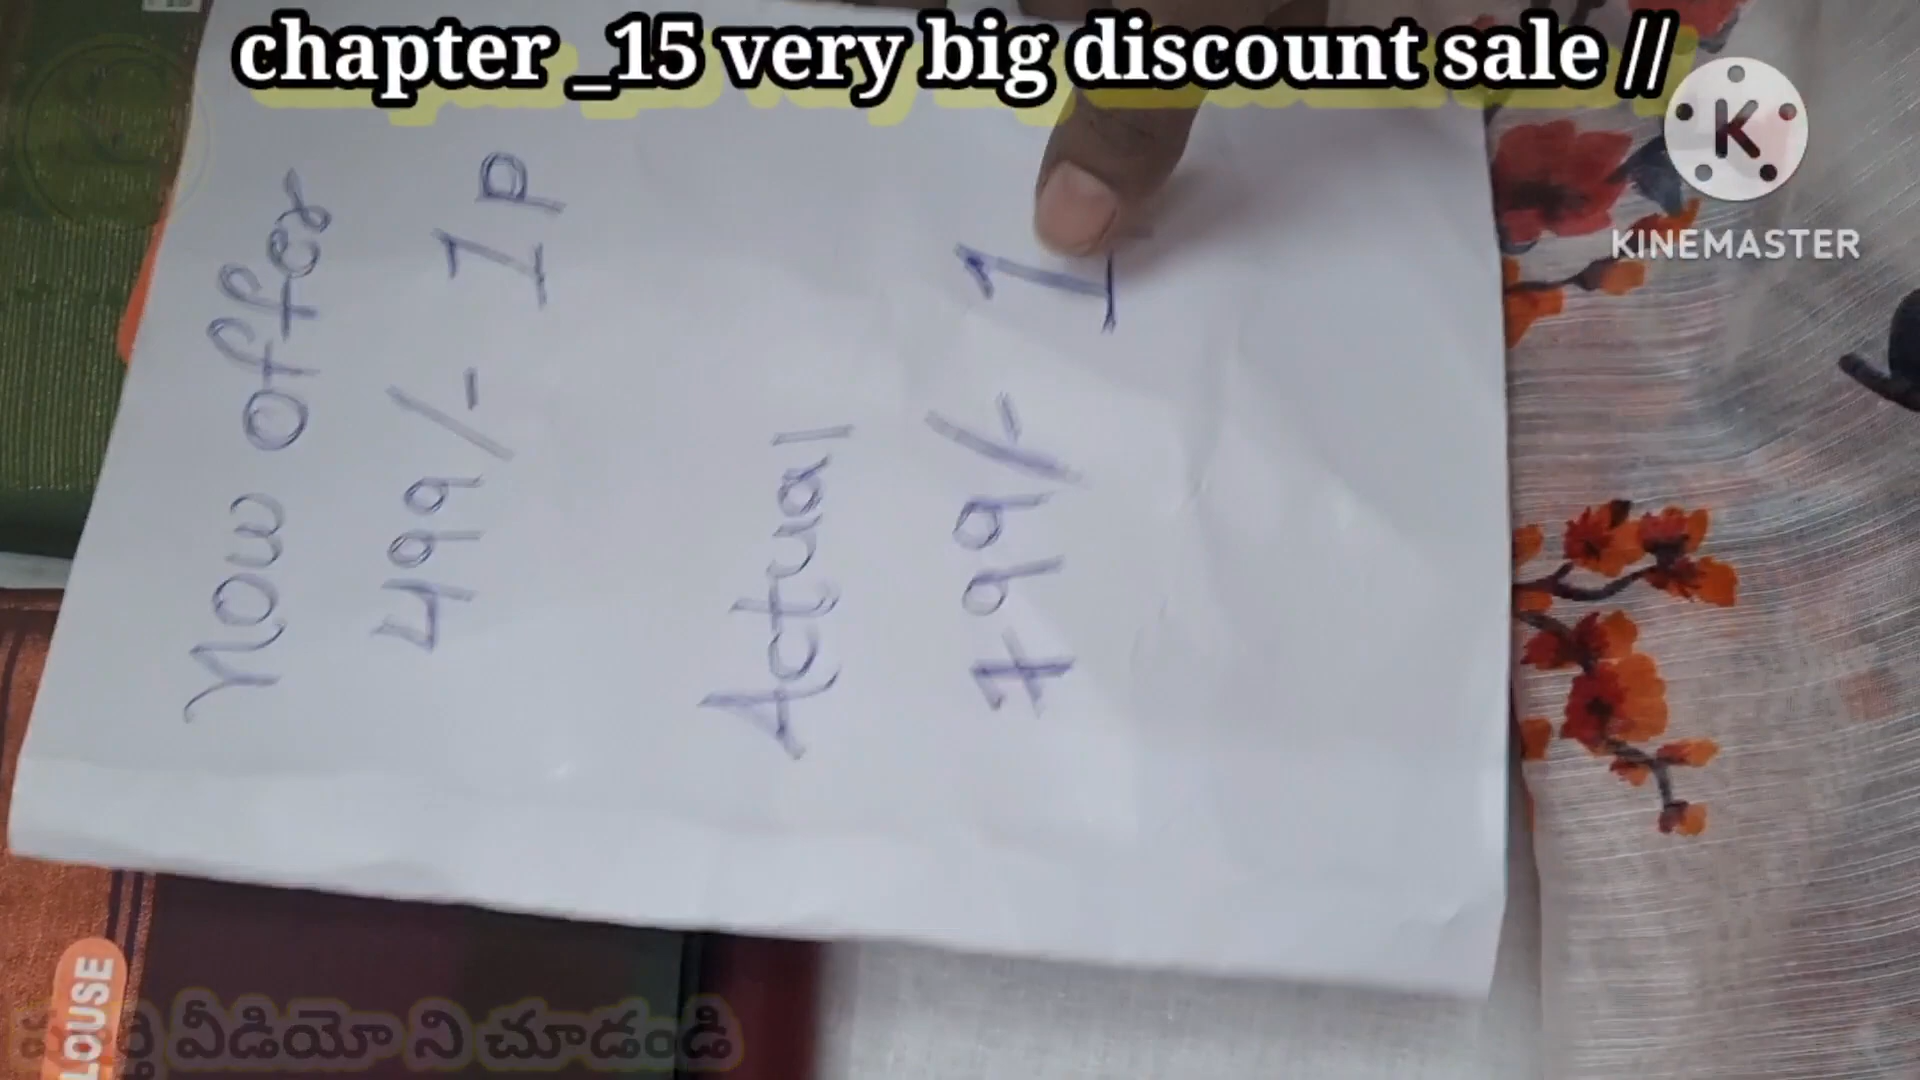 chapter _15 very big discount sale //
K
KINEMASTER
Now offer
499/- 1P
Actual
799/- 1
LOUSE
వీడియో ని చూడండి